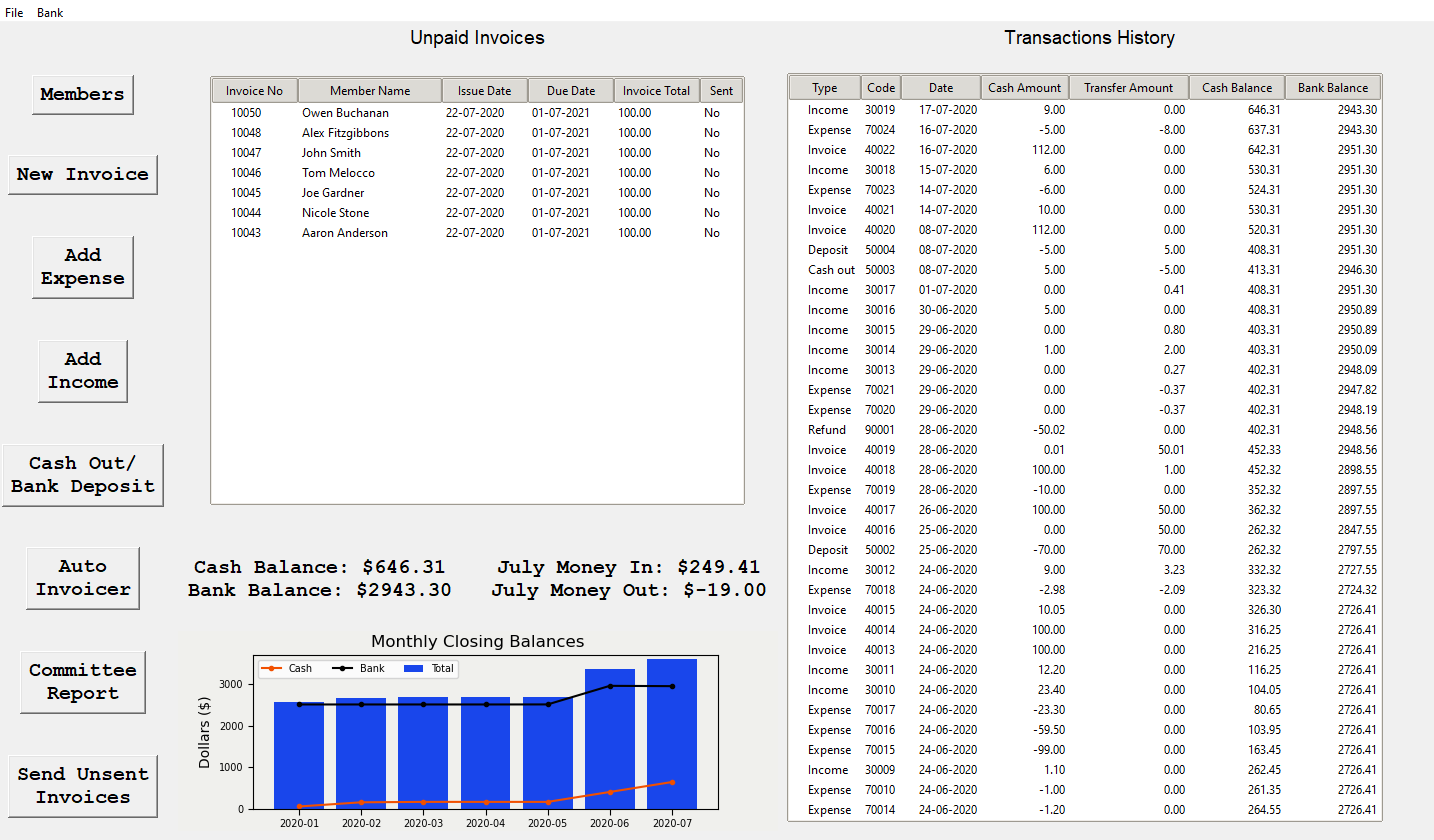 File Bank
Unpaid Invoices
Transactions History
Members
New Invoice
Add
Expense
Add
Income
Cash Out/
Bank Deposit
Auto
Invoicer
Committee
Report
Send Unsent
Invoices
Invoice No Member Name Issue Date Due Date Invoice Total Sent
10050 Owen Buchanan 22-07-2020 01-07-2021 100.00 No
10048 Alex Fitzgibbons 22-07-2020 01-07-2021 100.00 No
10047 John Smith 22-07-2020 01-07-2021 100.00 No
10046 Tom Melocco 22-07-2020 01-07-2021 100.00 No
10045 Joe Gardner 22-07-2020 01-07-2021 100.00 No
10044 Nicole Stone 22-07-2020 01-07-2021 100.00 No
10043 Aaron Anderson 22-07-2020 01-07-2021 100.00 No
Cash Balance: $646.31 July Money In: $249.41
Bank Balance: $2943.30 July Money Out: $-19.00
Monthly Closing Balances
Cash Bank Total
Dollars ($)
3000
2000
1000
0
2020-01 2020-02 2020-03 2020-04 2020-05 2020-06 2020-07
Type Code Date Cash Amount Transfer Amount Cash Balance Bank Balance
Income 30019 17-07-2020 9.00 0.00 646.31 2943.30
Expense 70024 16-07-2020 -5.00 -8.00 637.31 2943.30
Invoice 40022 16-07-2020 112.00 0.00 642.31 2951.30
Income 30018 15-07-2020 6.00 0.00 530.31 2951.30
Expense 70023 14-07-2020 -6.00 0.00 524.31 2951.30
Invoice 40021 14-07-2020 10.00 0.00 530.31 2951.30
Invoice 40020 08-07-2020 112.00 0.00 520.31 2951.30
Deposit 50004 08-07-2020 -5.00 5.00 408.31 2951.30
Cash out 50003 08-07-2020 5.00 -5.00 413.31 2946.30
Income 30017 01-07-2020 0.00 0.41 408.31 2951.30
Income 30016 30-06-2020 5.00 0.00 408.31 2950.89
Income 30015 29-06-2020 0.00 0.80 403.31 2950.89
Income 30014 29-06-2020 1.00 2.00 403.31 2950.09
Income 30013 29-06-2020 0.00 0.27 402.31 2948.09
Expense 70021 29-06-2020 0.00 -0.37 402.31 2947.82
Expense 70020 29-06-2020 0.00 -0.37 402.31 2948.19
Refund 90001 28-06-2020 -50.02 0.00 402.31 2948.56
Invoice 40019 28-06-2020 0.01 50.01 452.33 2948.56
Invoice 40018 28-06-2020 100.00 1.00 452.32 2898.55
Expense 70019 28-06-2020 -10.00 0.00 352.32 2897.55
Invoice 40017 26-06-2020 100.00 50.00 362.32 2897.55
Invoice 40016 25-06-2020 0.00 50.00 262.32 2847.55
Deposit 50002 25-06-2020 -70.00 70.00 262.32 2797.55
Income 30012 24-06-2020 9.00 3.23 332.32 2727.55
Expense 70018 24-06-2020 -2.98 -2.09 323.32 2724.32
Invoice 40015 24-06-2020 10.05 0.00 326.30 2726.41
Invoice 40014 24-06-2020 100.00 0.00 316.25 2726.41
Invoice 40013 24-06-2020 100.00 0.00 216.25 2726.41
Income 30011 24-06-2020 12.20 0.00 116.25 2726.41
Income 30010 24-06-2020 23.40 0.00 104.05 2726.41
Expense 70017 24-06-2020 -23.30 0.00 80.65 2726.41
Expense 70016 24-06-2020 -59.50 0.00 103.95 2726.41
Expense 70015 24-06-2020 -99.00 0.00 163.45 2726.41
Income 30009 24-06-2020 1.10 0.00 262.45 2726.41
Expense 70010 24-06-2020 -1.00 0.00 261.35 2726.41
Expense 70014 24-06-2020 -1.20 0.00 264.55 2726.41